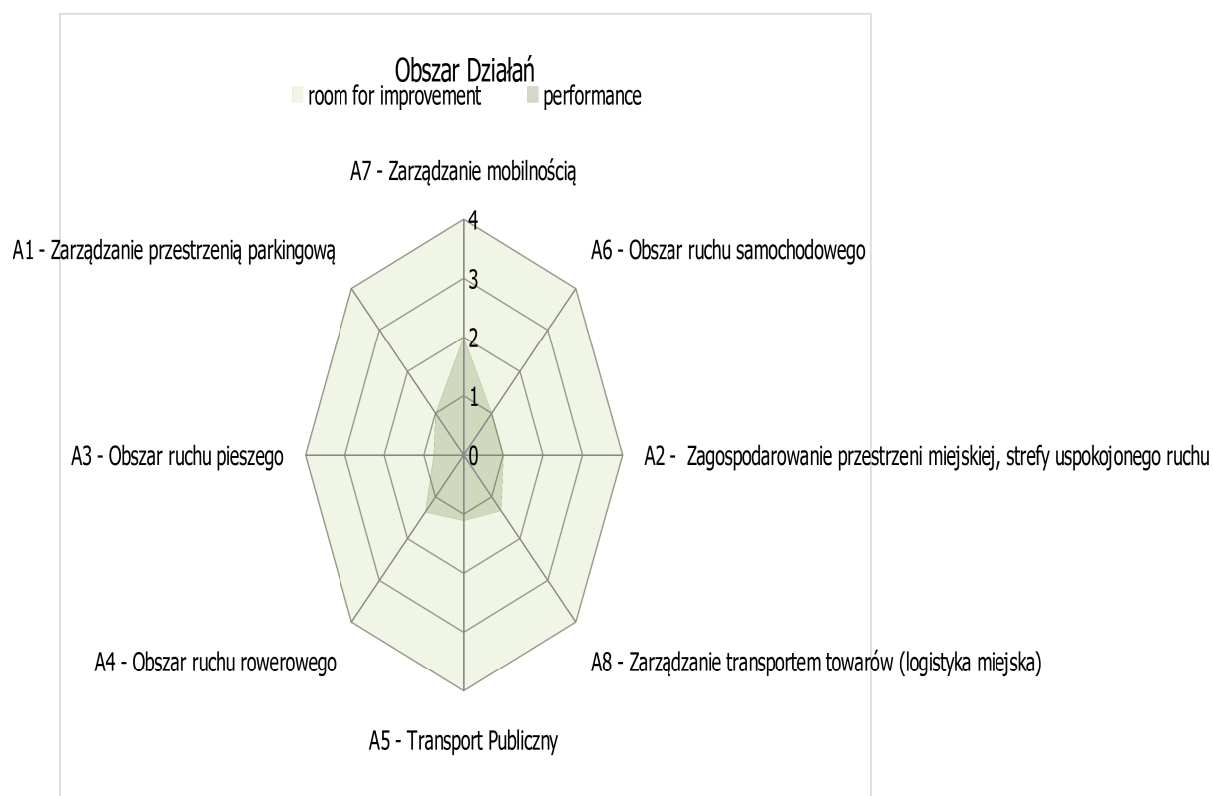 Obszar Działań
room for improvement performance
A7 - Zarządzanie mobilnością
A1 - Zarządzanie przestrzenią parkingową
A6 - Obszar ruchu samochodowego
4
3
2
1
0
A3 - Obszar ruchu pieszego
A2 - Zagospodarowanie przestrzeni miejskiej, strefy uspokojonego ruchu
A4 - Obszar ruchu rowerowego
A8 - Zarządzanie transportem towarów (logistyka miejska)
A5 - Transport Publiczny